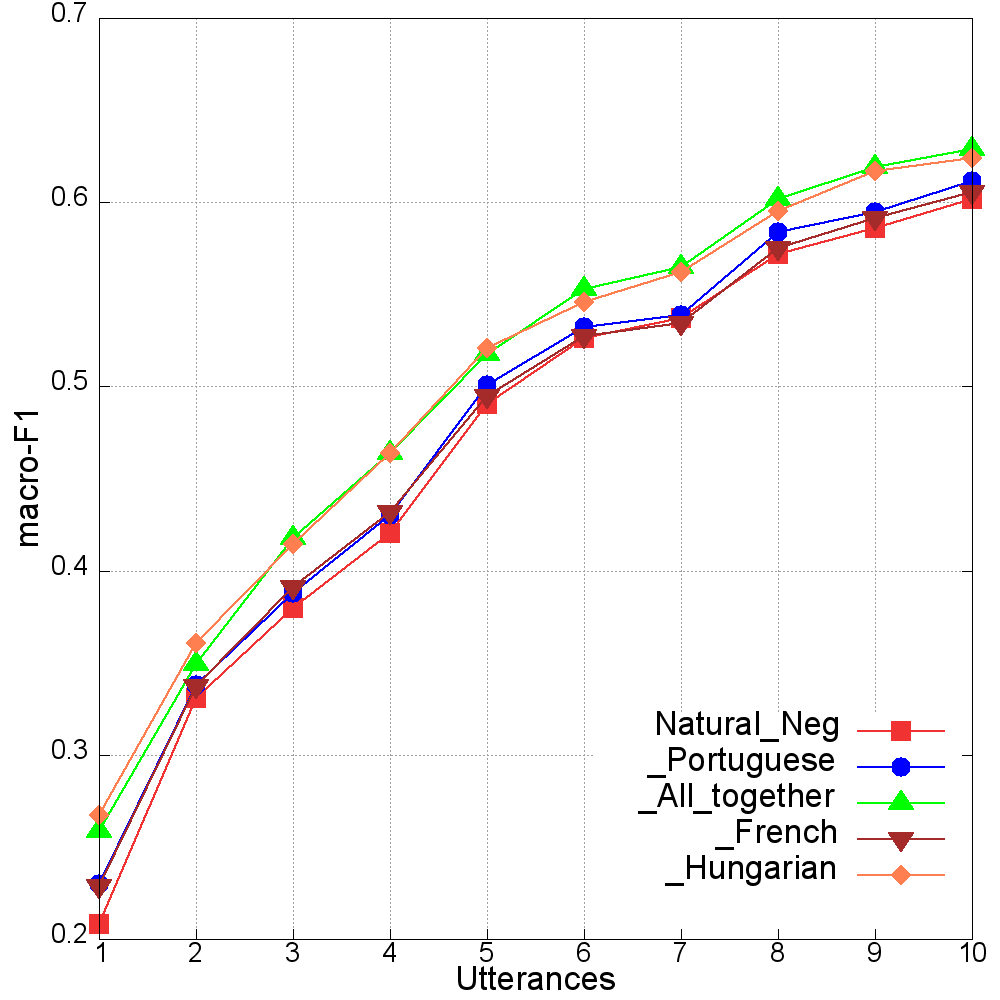 0.7
0.6
0.5
0.4
0.3
0.2
macro-F1
1 2 3 4 5 6 7 8 9 10
Utterances
Natural_Neg
_Portuguese
_All_together
_French
_Hungarian